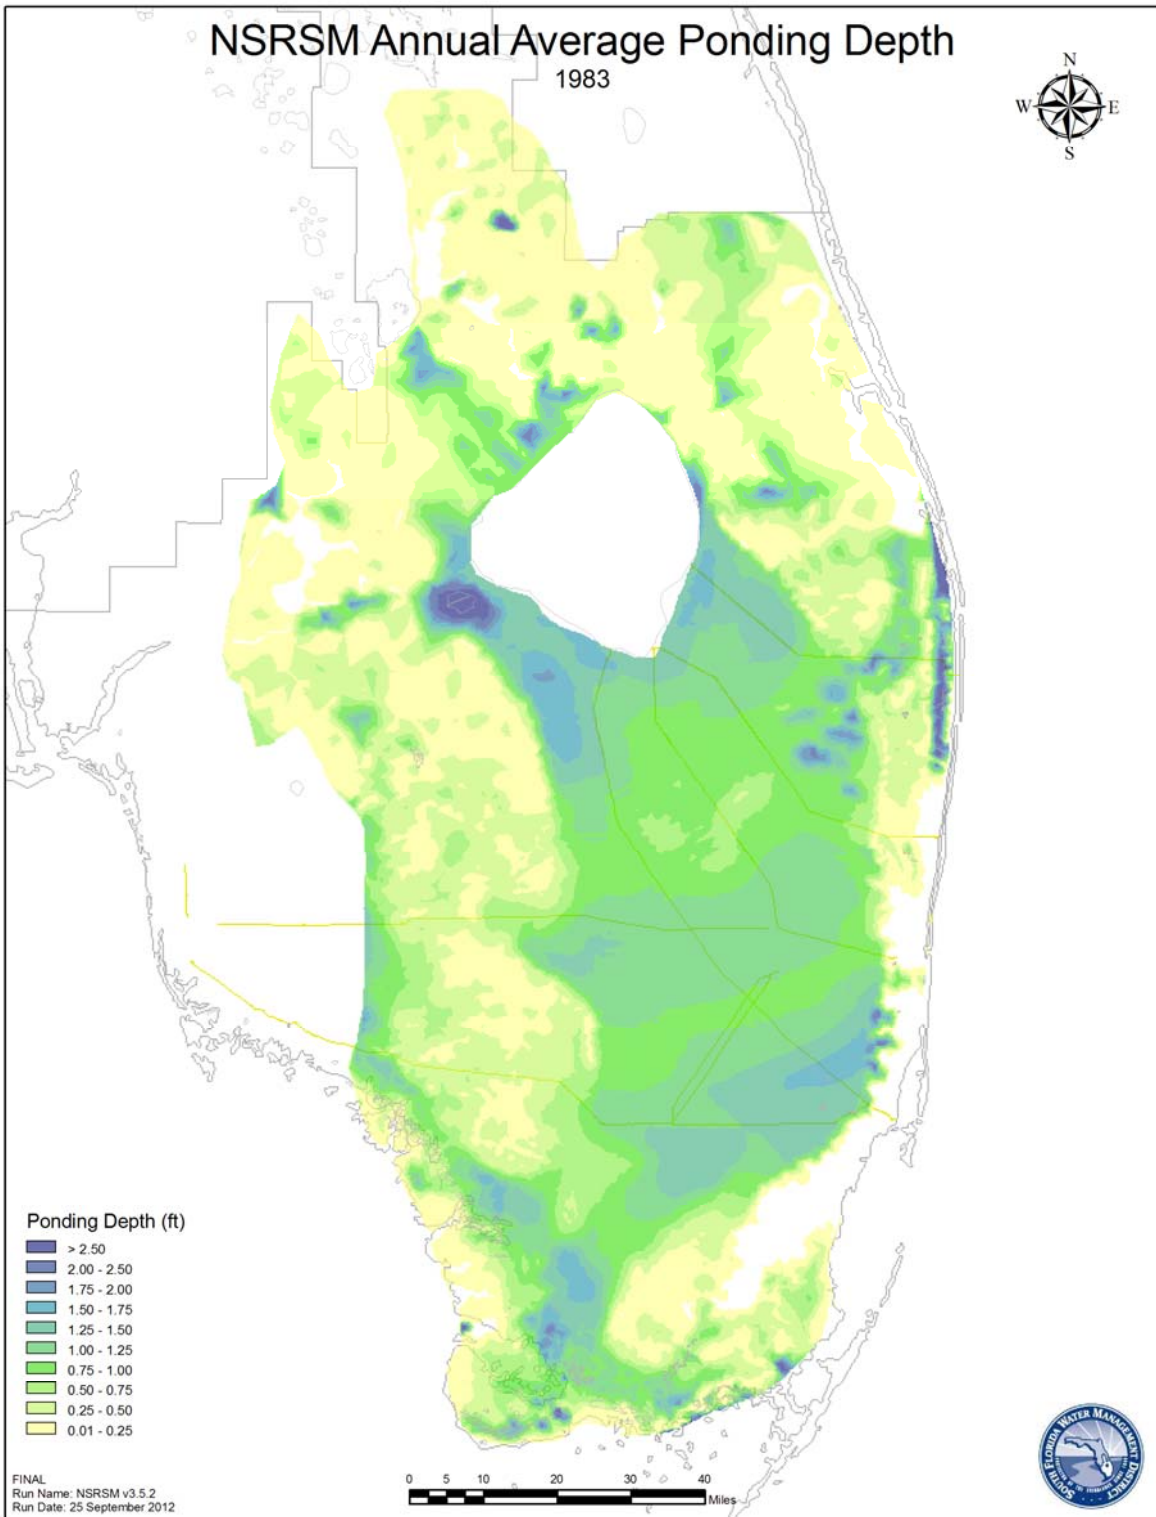 NSRSM Annual Average Ponding Depth
1983
N
W E
S
Ponding Depth (ft)
> 2.50
2.00 - 2.50
1.75 - 2.00
1.50 - 1.75
1.25 - 1.50
1.00 - 1.25
0.75 - 1.00
0.50 - 0.75
0.25 - 0.50
0.01 - 0.25
FINAL
Run Name: NSRSM v3.5.2
Run Date: 25 September 2012
0 5 10 20 30 40
Miles
SOUTH FLORIDA WATER MANAGEMENT DISTRICT